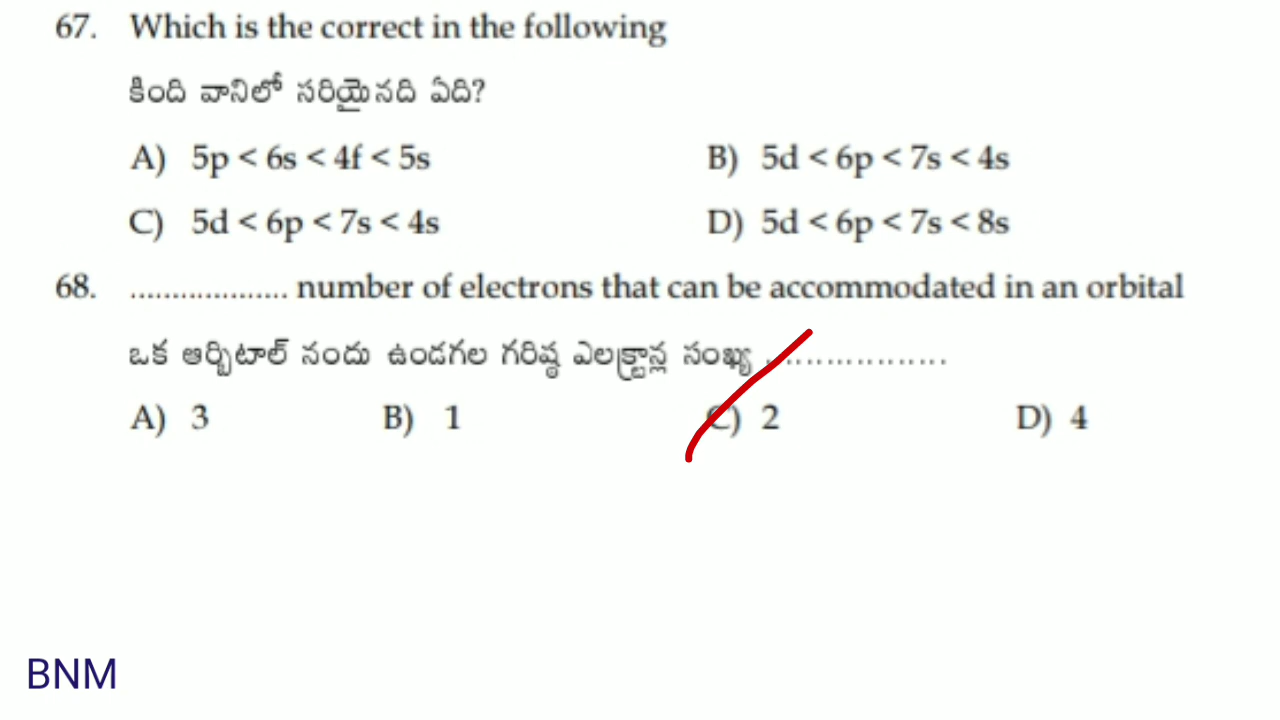 67. Which is the correct in the following
కింది వానిలో సరియైనది ఏది?
A) 5p < 6s < 4f < 5s B) 5d < 6p < 7s < 4s
C) 5d < 6p < 7s < 4s D) 5d < 6p < 7s < 8s
68. ................... number of electrons that can be accommodated in an orbital
ఒక ఆర్బిటాల్ నందు ఉండగల గరిష్ఠ ఎలక్ట్రాన్ల సంఖ్య ...................
A) 3 B) 1 C) 2 D) 4
BNM